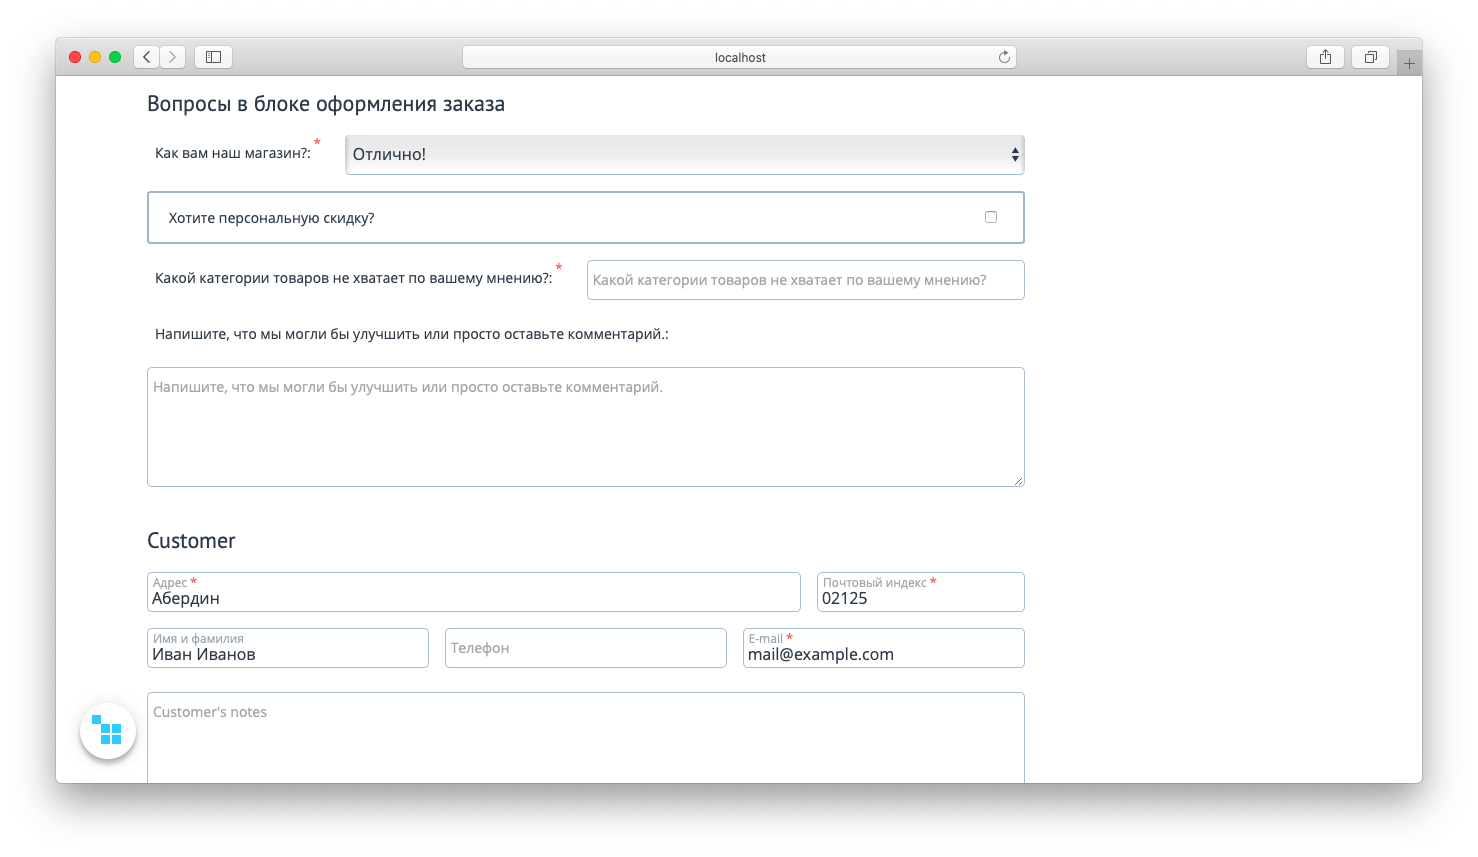 localhost
Вопросы в блоке оформления заказа
Как вам наш магазин?: *
Отлично!
Хотите персональную скидку?
Какой категории товаров не хватает по вашему мнению?: *
Какой категории товаров не хватает по вашему мнению?
Напишите, что мы могли бы улучшить или просто оставьте комментарий.:
Напишите, что мы могли бы улучшить или просто оставьте комментарий.
Customer
Адрес *
Абердин
Почтовый индекс *
02125
Имя и фамилия
Иван Иванов
Телефон
E-mail *
mail@example.com
Customer's notes